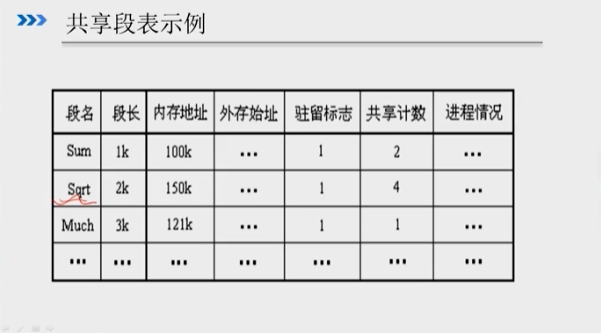 共享段表示例
段名 段长 内存地址 外存始址 驻留标志 共享计数 进程情况
Sum 1k 100k ... 1 2 ...
Sqrt 2k 150k ... 1 4 ...
Much 3k 121k ... 1 1 ...
... ... ... ... ... ... ...